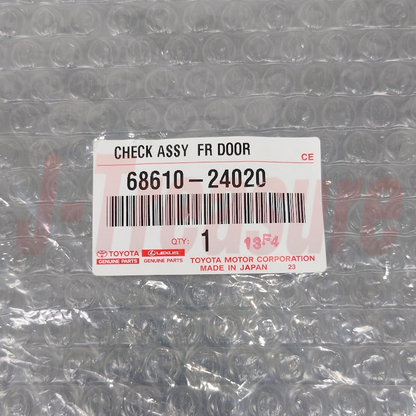 CHECK ASSY FR DOOR
CE
68610-24020
QTY: 1 13F4
TOYOTA GENUINE PARTS
LEXUS GENUINE PARTS
TOYOTA MOTOR CORPORATION
MADE IN JAPAN 23
J-Treasure